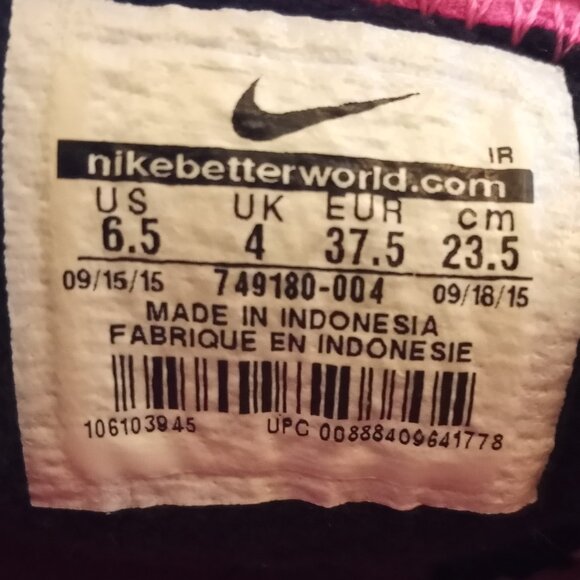 IR
nikebetterworld.com
US UK EUR cm
6.5 4 37.5 23.5
09/15/15 749180-004 09/18/15
MADE IN INDONESIA
FABRIQUE EN INDONESIE
106103945 UPC 00888409641778